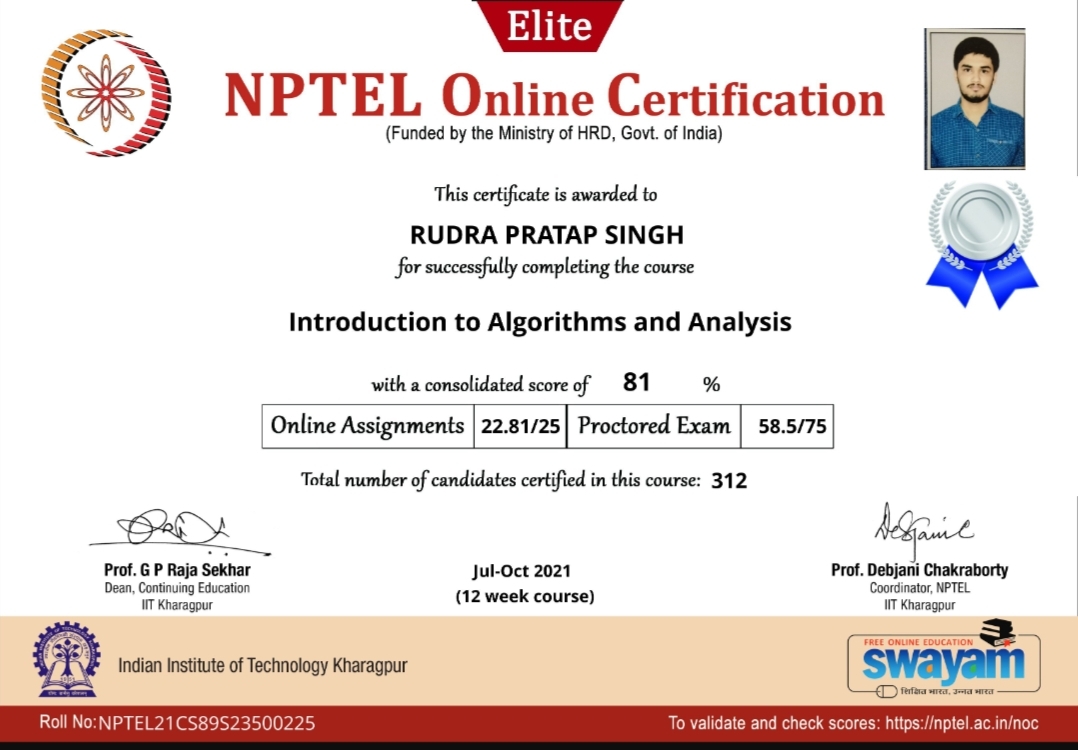 Elite
NPTEL Online Certification
(Funded by the Ministry of HRD, Govt. of India)
This certificate is awarded to
RUDRA PRATAP SINGH
for successfully completing the course
Introduction to Algorithms and Analysis
with a consolidated score of 81 %
Online Assignments 22.81/25 Proctored Exam 58.5/75
Total number of candidates certified in this course: 312
Prof. G P Raja Sekhar
Dean, Continuing Education
IIT Kharagpur
Jul-Oct 2021
(12 week course)
Prof. Debjani Chakraborty
Coordinator, NPTEL
IIT Kharagpur
Indian Institute of Technology Kharagpur
FREE ONLINE EDUCATION
swayam
शिक्षित भारत, उन्नत भारत
Roll No: NPTEL21CS89S23500225
To validate and check scores: https://nptel.ac.in/noc